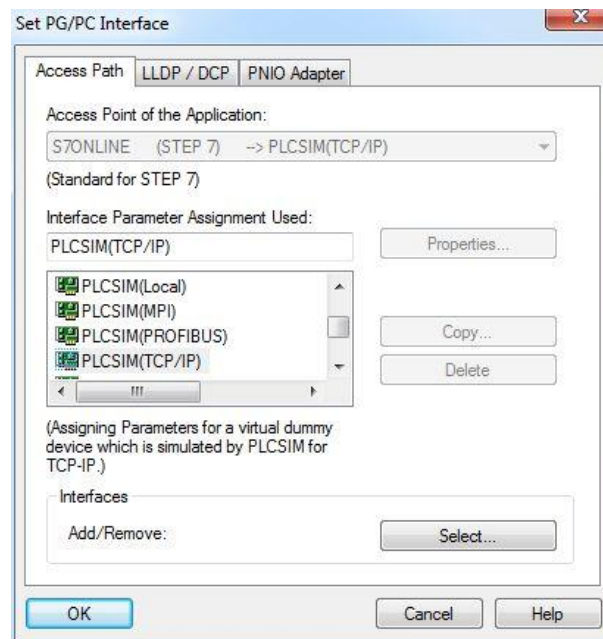 Set PG/PC Interface
Access Path
LLDP / DCP
PNIO Adapter
Access Point of the Application:
S7ONLINE (STEP 7) --> PLCSIM(TCP/IP)
(Standard for STEP 7)
Interface Parameter Assignment Used:
PLCSIM(TCP/IP)
Properties...
PLCSIM(Local)
PLCSIM(MPI)
PLCSIM(PROFIBUS)
PLCSIM(TCP/IP)
Copy...
Delete
(Assigning Parameters for a virtual dummy
device which is simulated by PLCSIM for
TCP-IP.)
Interfaces
Add/Remove:
Select...
OK
Cancel
Help